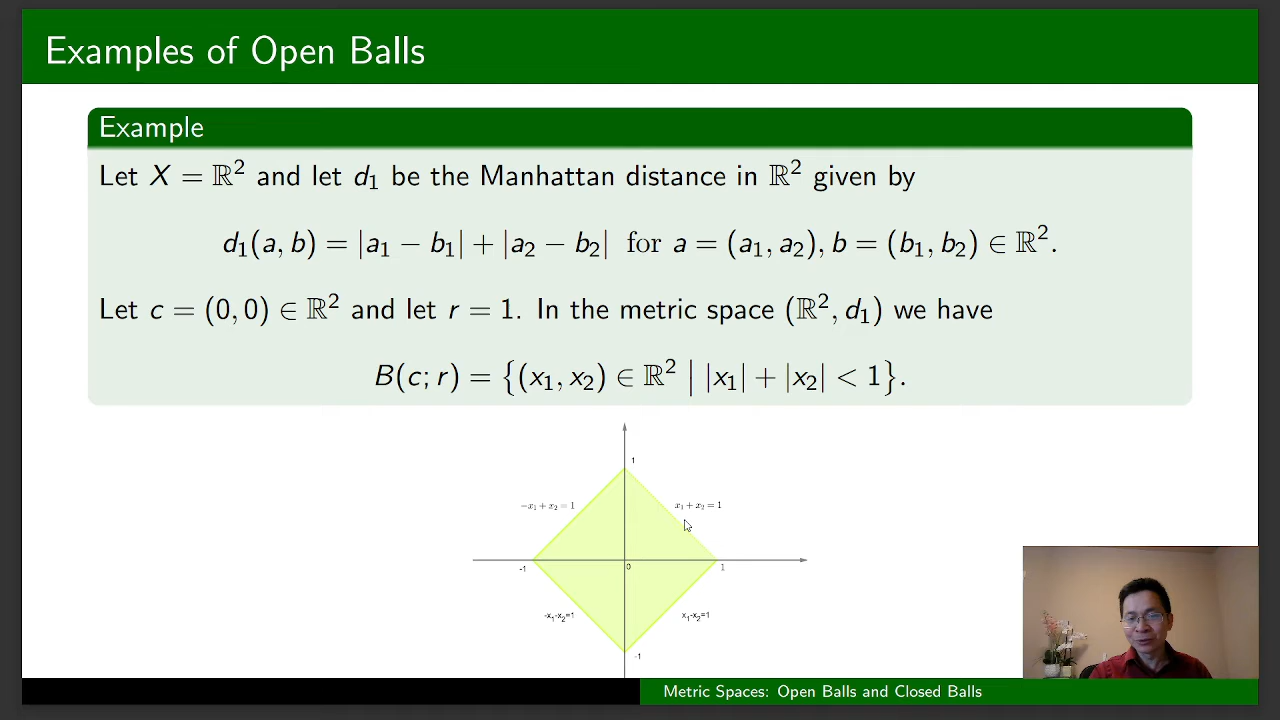 Examples of Open Balls
Example
Let X = ℝ² and let d₁ be the Manhattan distance in ℝ² given by
d₁(a, b) = |a₁ − b₁| + |a₂ − b₂| for a = (a₁, a₂), b = (b₁, b₂) ∈ ℝ².
Let c = (0, 0) ∈ ℝ² and let r = 1. In the metric space (ℝ², d₁) we have
B(c; r) = {(x₁, x₂) ∈ ℝ² | |x₁| + |x₂| < 1}.
1
−x₁ + x₂ = 1
x₁ + x₂ = 1
-1
0
1
-x₁-x₂=1
x₁-x₂=1
-1
Metric Spaces: Open Balls and Closed Balls